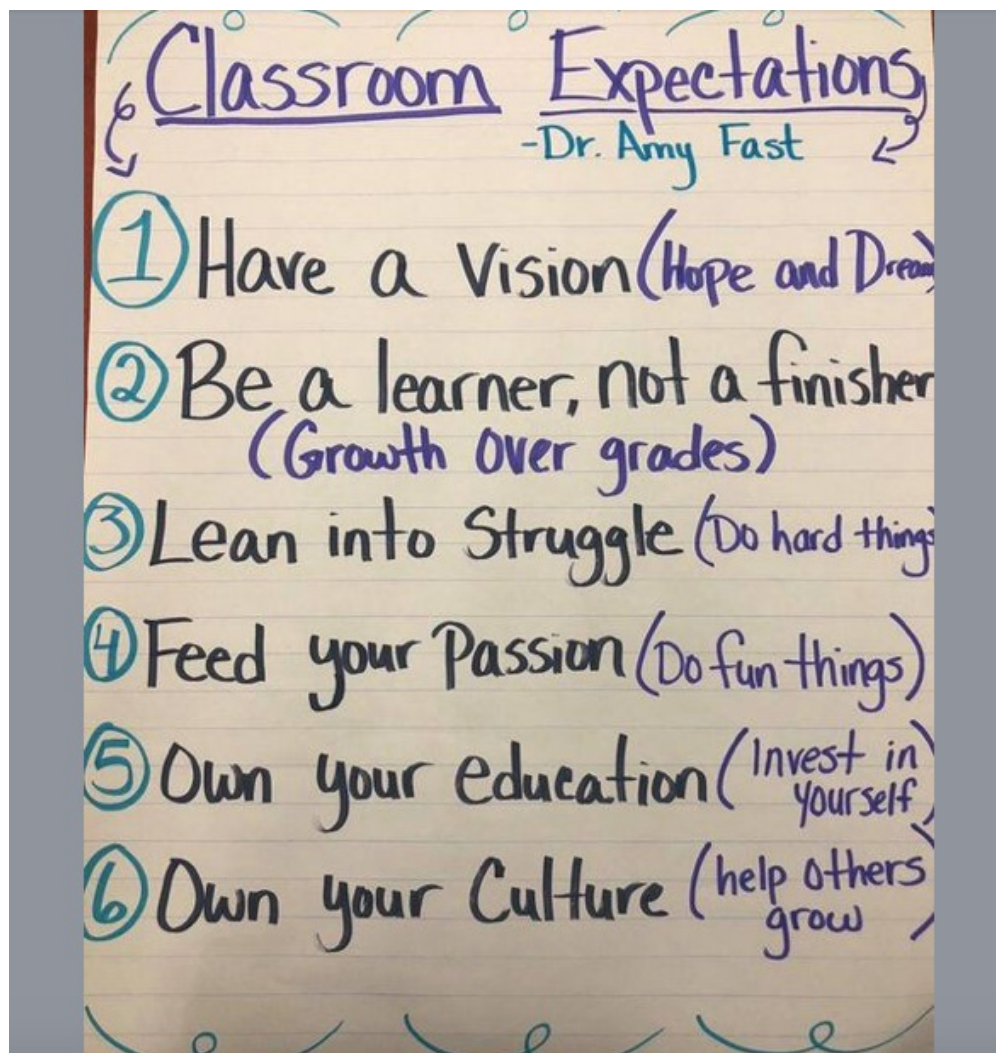 Classroom Expectations
-Dr. Amy Fast
1 Have a Vision (Hope and Dream)
2 Be a learner, not a finisher
(Growth over grades)
3 Lean into Struggle (Do hard things
4 Feed your Passion (Do fun things)
5 Own your education (Invest in
yourself)
6 Own your Culture (help others
grow)